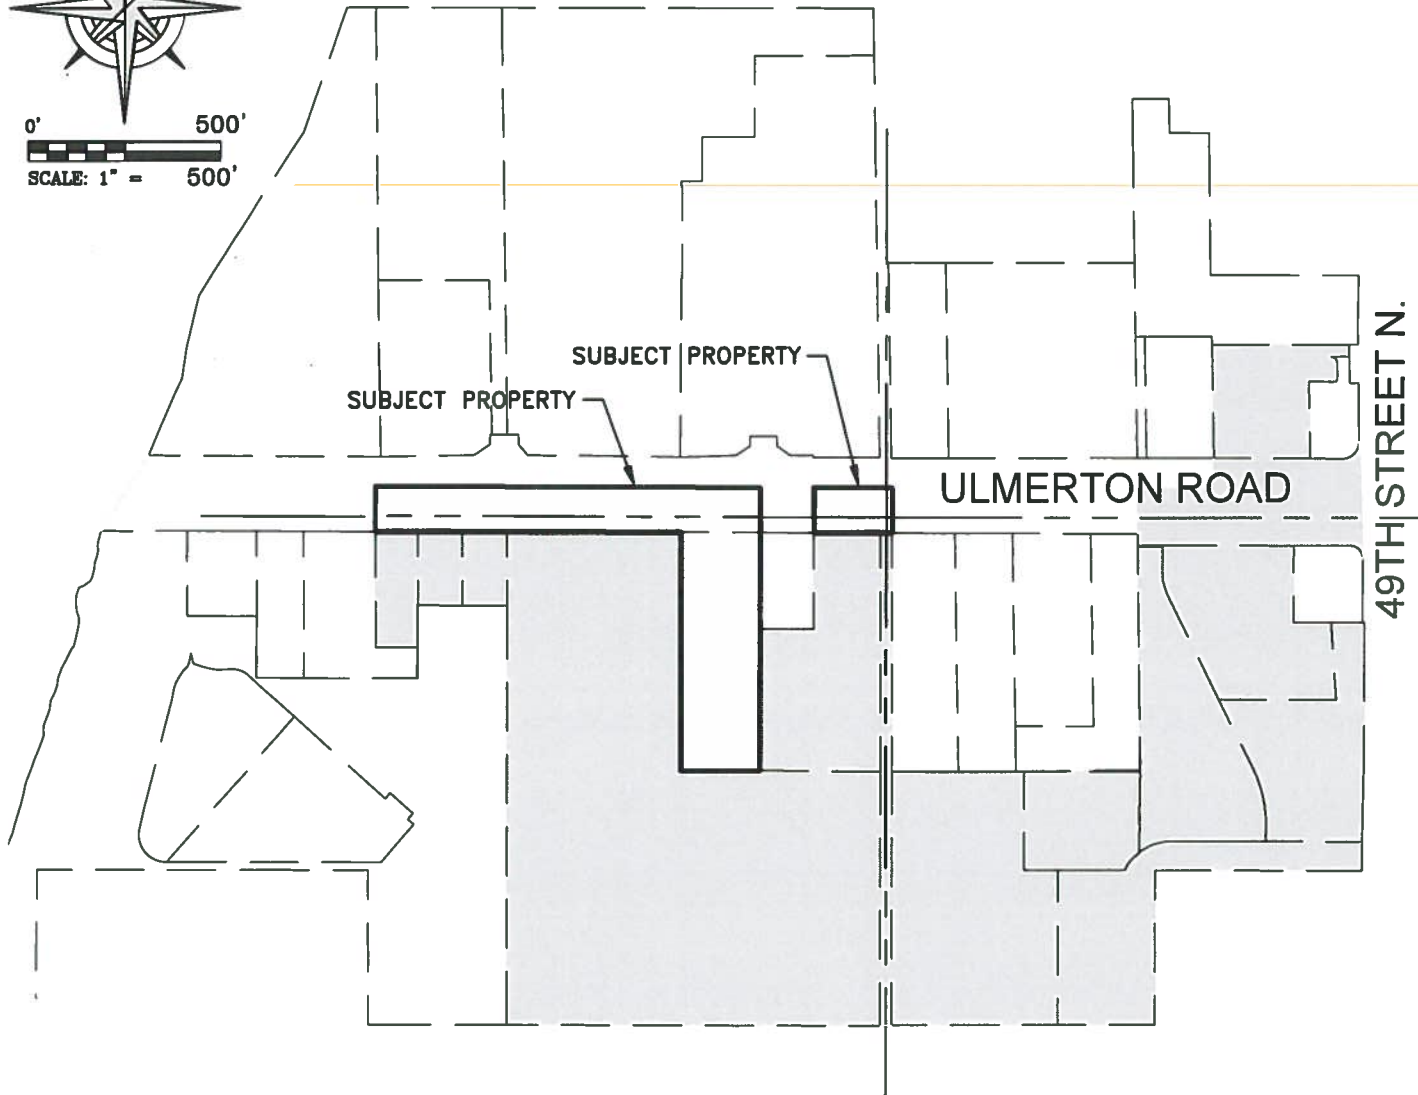 0' 500'
SCALE: 1" = 500'
SUBJECT PROPERTY
SUBJECT PROPERTY
ULMERTON ROAD
49TH STREET N.